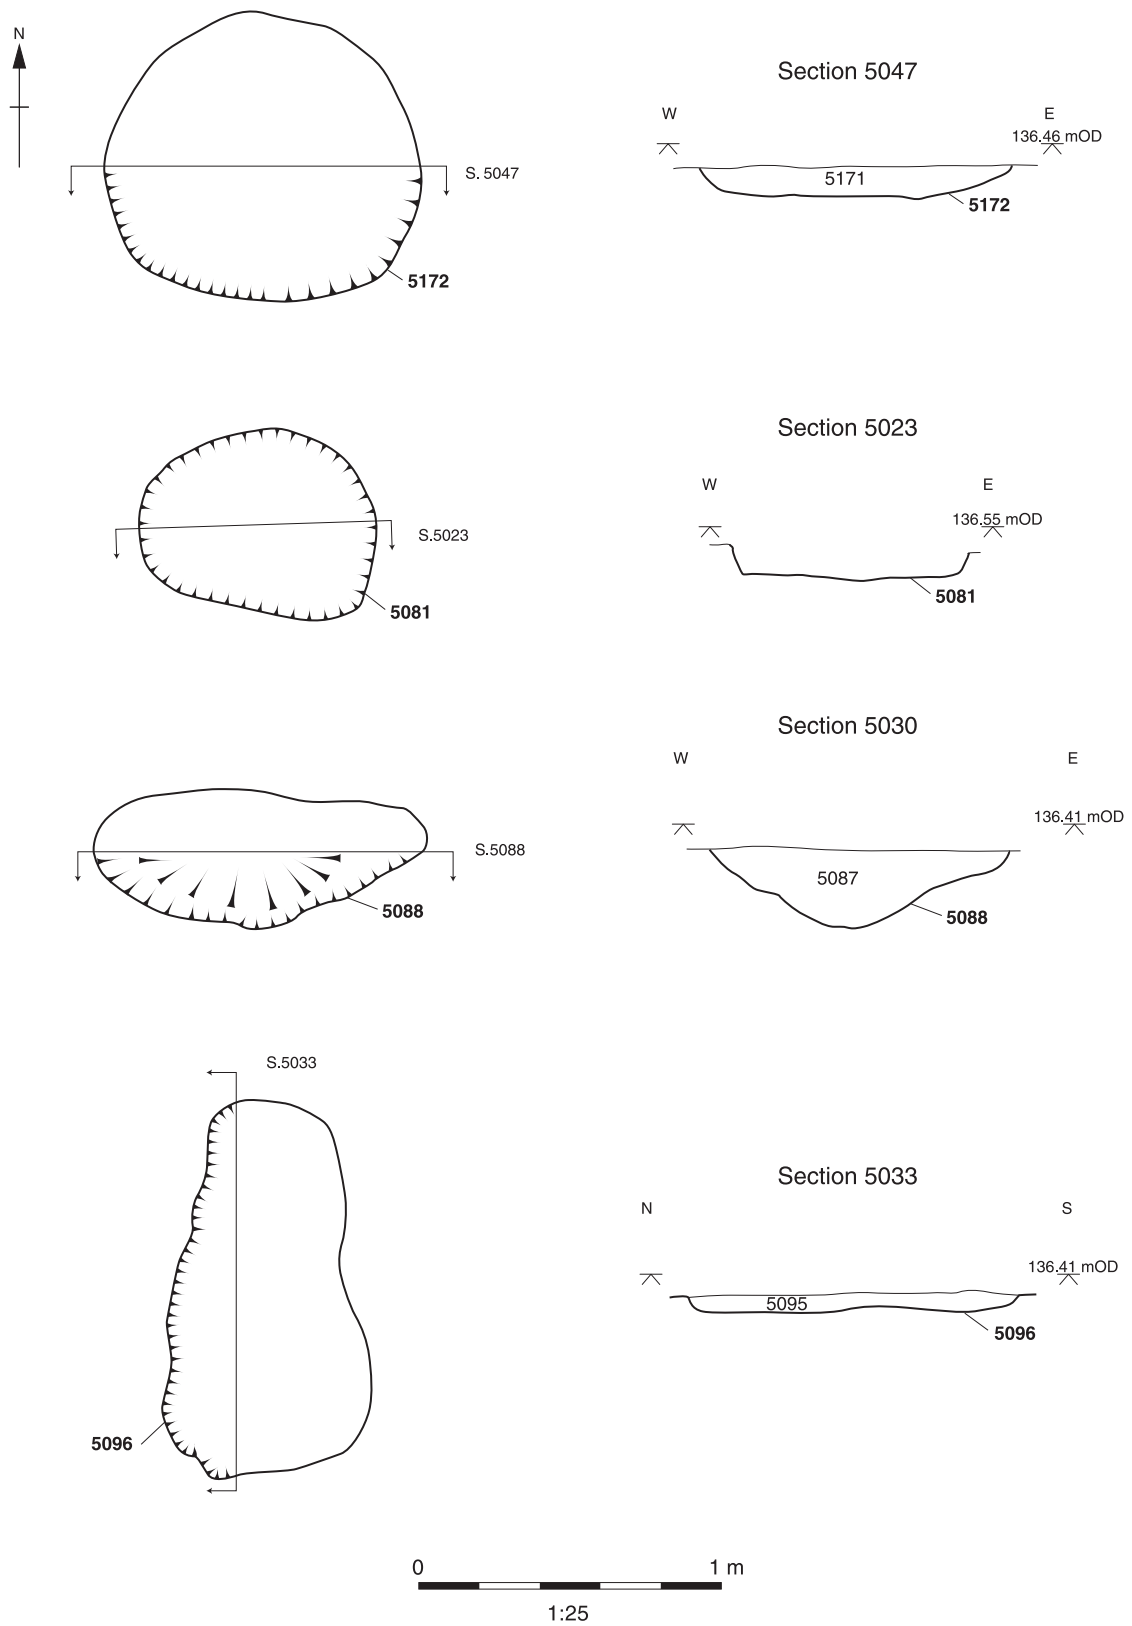 N
Section 5047
W
E
136.46 mOD
S. 5047
5171
5172
5172
Section 5023
W
E
136.55 mOD
S.5023
5081
5081
Section 5030
W
E
136.41 mOD
S.5088
5087
5088
5088
S.5033
Section 5033
N
S
136.41 mOD
5095
5096
5096
0
1 m
1:25